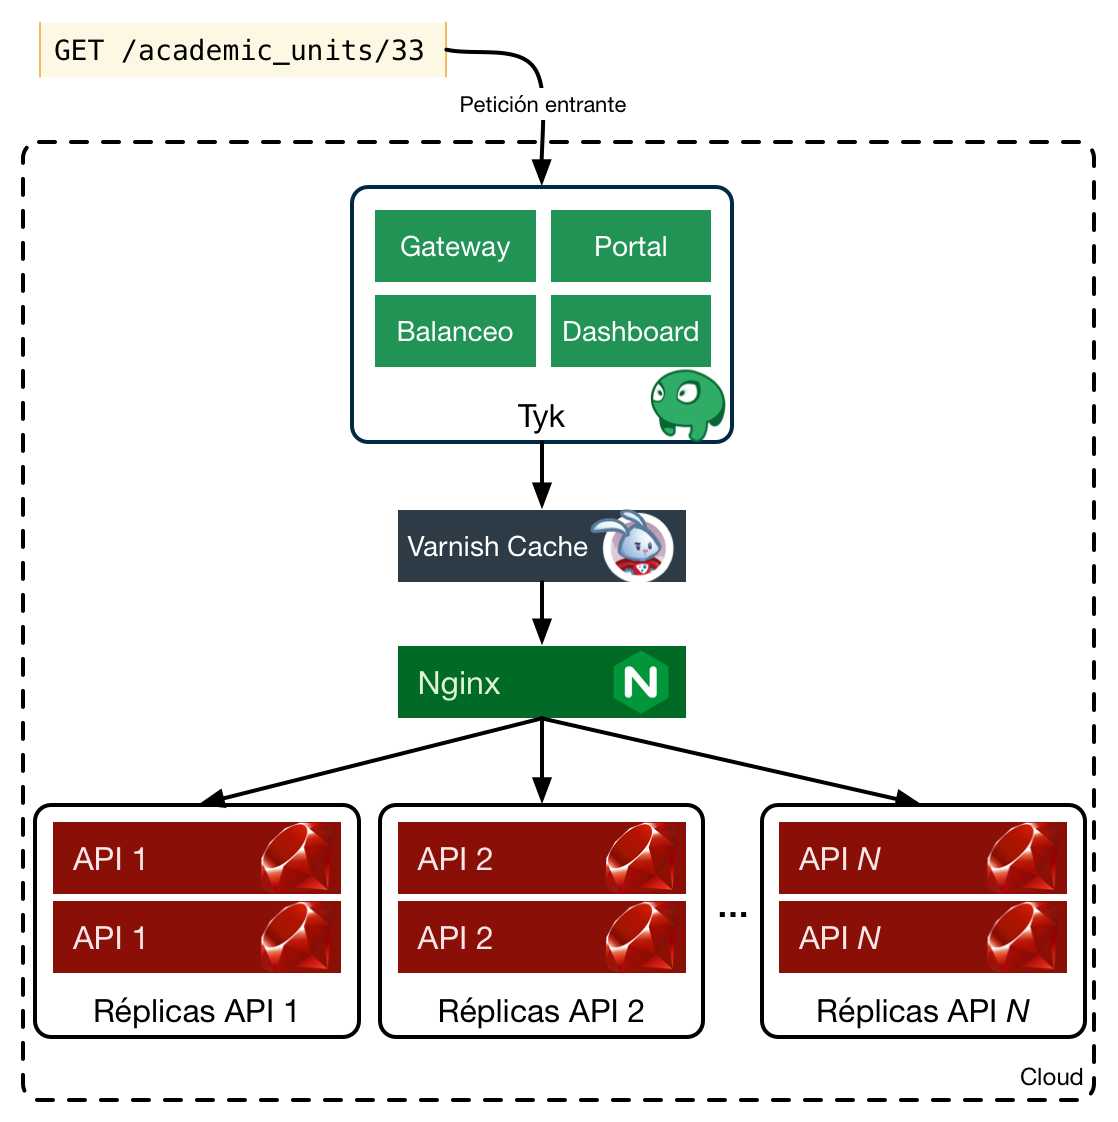 GET /academic_units/33
Petición entrante
Gateway
Portal
Balanceo
Dashboard
Tyk
Varnish Cache
Nginx
N
API 1
API 1
Réplicas API 1
API 2
API 2
Réplicas API 2
...
API N
API N
Réplicas API N
Cloud